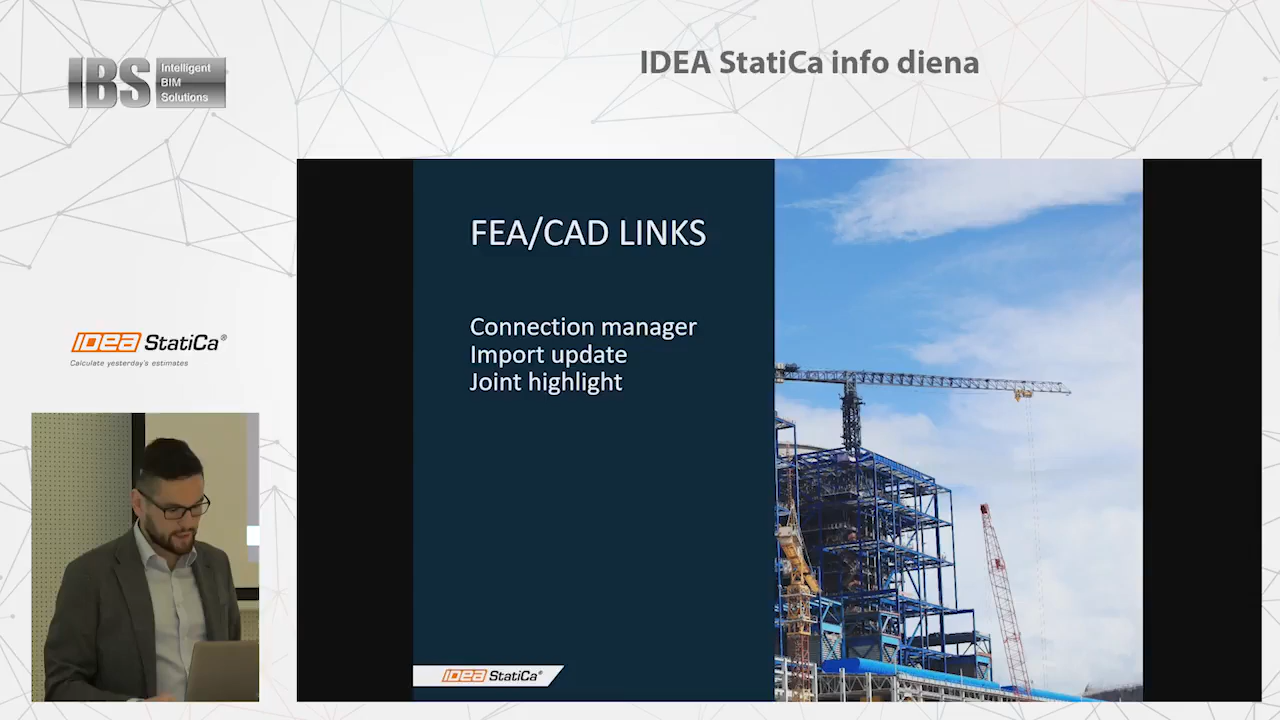 IBS
Intelligent
BIM
Solutions
IDEA StatiCa info diena
IDEA StatiCa®
Calculate yesterday's estimates
FEA/CAD LINKS
Connection manager
Import update
Joint highlight
IDEA StatiCa®